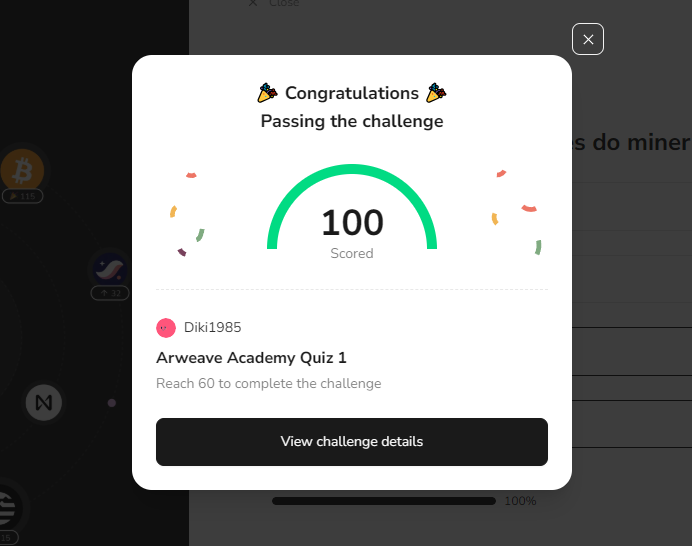 Close
Congratulations
Passing the challenge
es do miner
115
32
100
Scored
Diki1985
Arweave Academy Quiz 1
Reach 60 to complete the challenge
View challenge details
100%
15